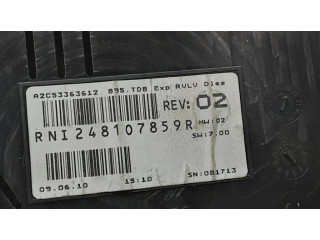 A2C53363612 B95.TDB Exp RVLV Dies
REV: 02
RNI248107859R HW:02
SW:7.00
09.06.10 15:10 SN:081713